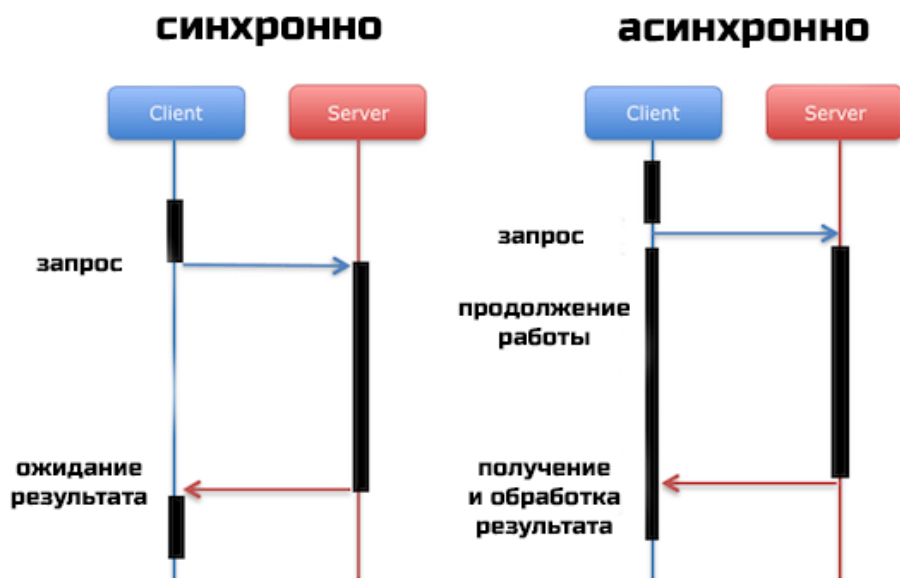 синхронно
Client
Server
запрос
ожидание
результата
асинхронно
Client
Server
запрос
продолжение
работы
получение
и обработка
результата